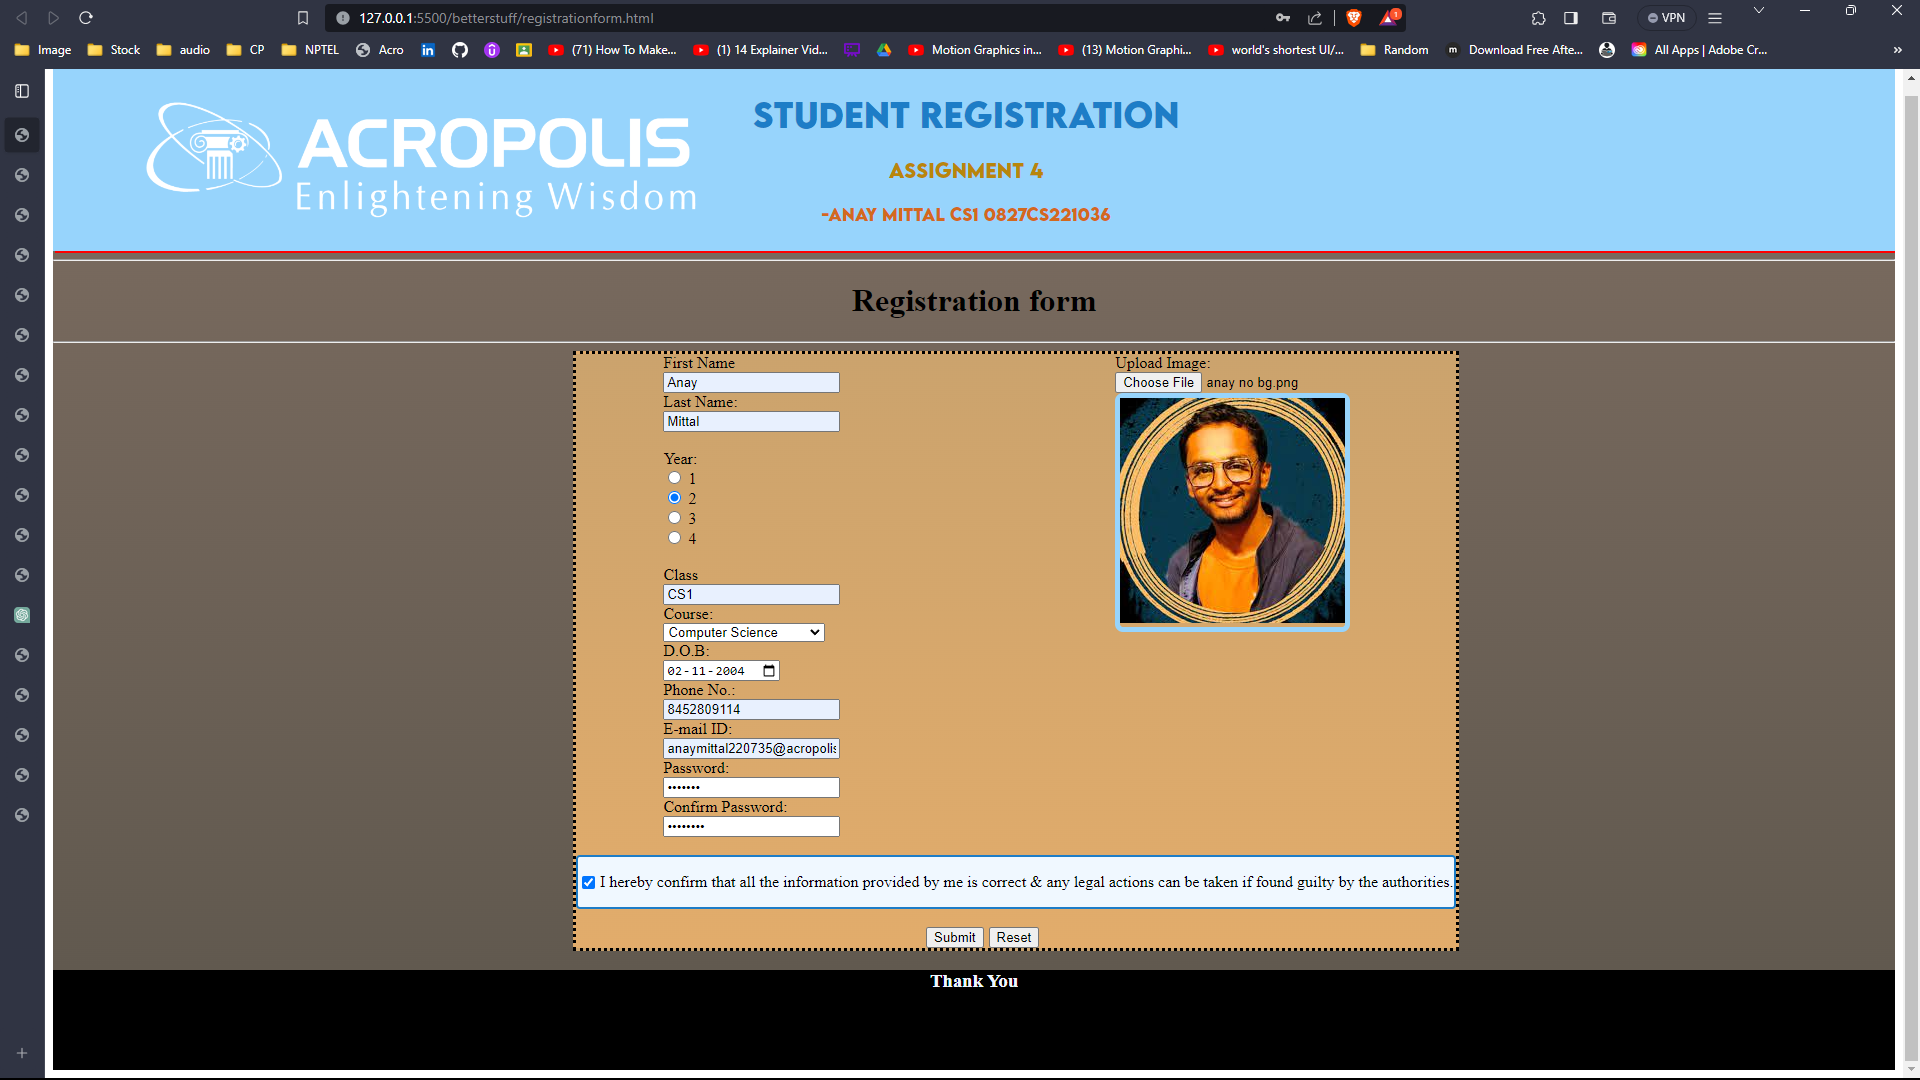 127.0.0.1:5500/betterstuff/registrationform.html
1
VPN
Image
Stock
audio
CP
NPTEL
Acro
(71) How To Make...
(1) 14 Explainer Vid...
Motion Graphics in...
(13) Motion Graphi...
world's shortest UI/...
Random
m
Download Free Afte...
All Apps | Adobe Cr...
»
ACROPOLIS
Enlightening Wisdom
STUDENT REGISTRATION
ASSIGNMENT 4
-ANAY MITTAL CS1 0827CS221036
Registration form
First Name
Anay
Last Name:
Mittal
Year:
1
2
3
4
Class
CS1
Course:
Computer Science
D.O.B:
02-11-2004
Phone No.:
8452809114
E-mail ID:
anaymittal220735@acropolis
Password:
•••••••
Confirm Password:
••••••••
Upload Image:
Choose File anay no bg.png
I hereby confirm that all the information provided by me is correct & any legal actions can be taken if found guilty by the authorities.
Submit Reset
Thank You